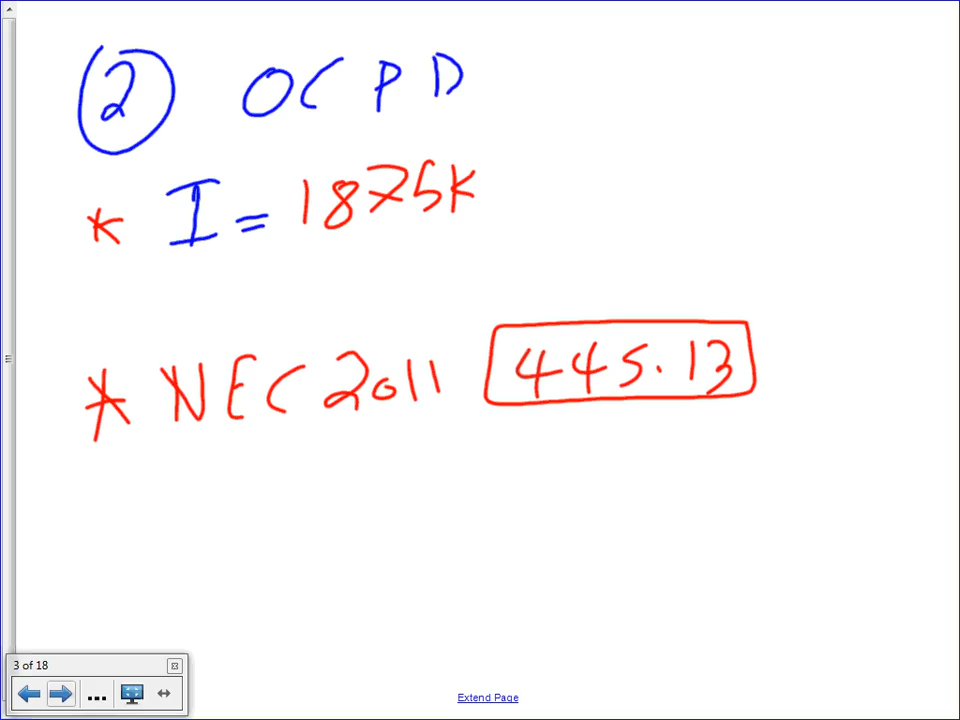 ② OCPD
* I = 1875K
* NEC 2011 445.13
3 of 18
...
Extend Page